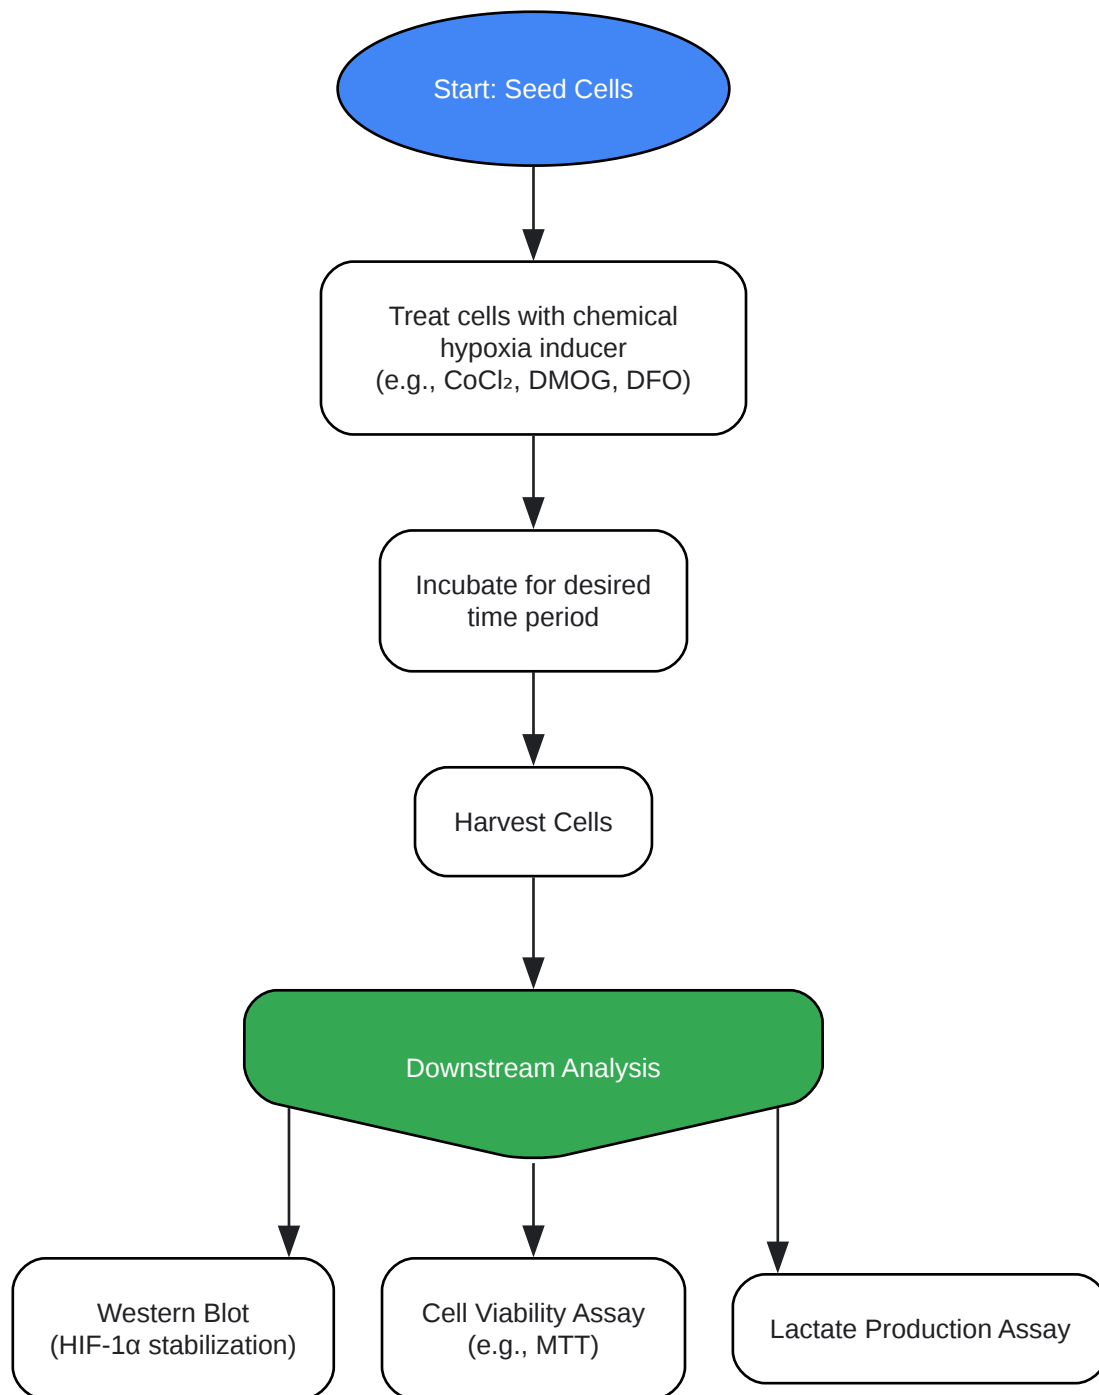 Start: Seed Cells
Treat cells with chemical
hypoxia inducer
(e.g., CoCl₂, DMOG, DFO)
Incubate for desired
time period
Harvest Cells
Downstream Analysis
Western Blot
(HIF-1α stabilization)
Cell Viability Assay
(e.g., MTT)
Lactate Production Assay